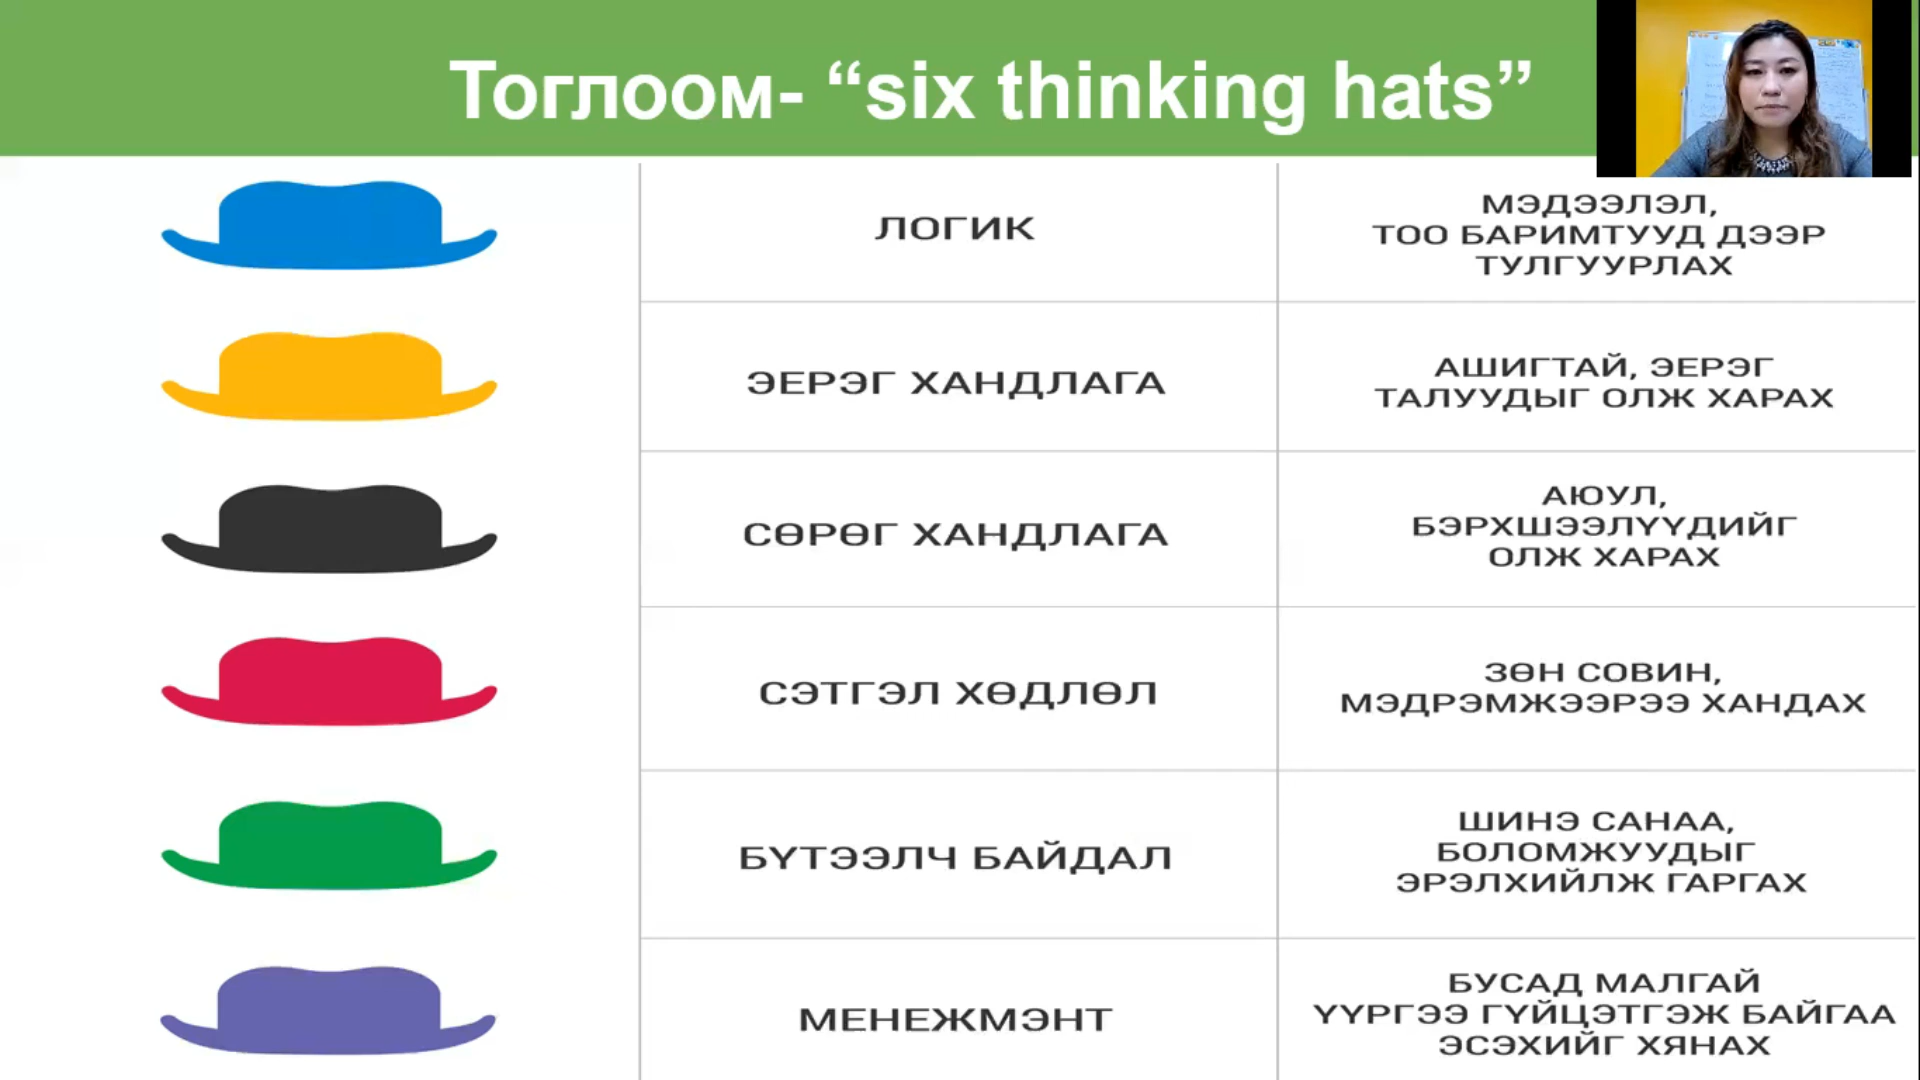 Тоглоом- “six thinking hats”
ЛОГИК
МЭДЭЭЛЭЛ,
ТОО БАРИМТУУД ДЭЭР
ТУЛГУУРЛАХ
ЭЕРЭГ ХАНДЛАГА
АШИГТАЙ, ЭЕРЭГ
ТАЛУУДЫГ ОЛЖ ХАРАХ
СӨРӨГ ХАНДЛАГА
АЮУЛ,
БЭРХШЭЭЛҮҮДИЙГ
ОЛЖ ХАРАХ
СЭТГЭЛ ХӨДЛӨЛ
ЗӨН СОВИН,
МЭДРЭМЖЭЭРЭЭ ХАНДАХ
БҮТЭЭЛЧ БАЙДАЛ
ШИНЭ САНАА,
БОЛОМЖУУДЫГ
ЭРЭЛХИЙЛЖ ГАРГАХ
МЕНЕЖМЭНТ
БУСАД МАЛГАЙ
ҮҮРГЭЭ ГҮЙЦЭТГЭЖ БАЙГАА
ЭСЭХИЙГ ХЯНАХ